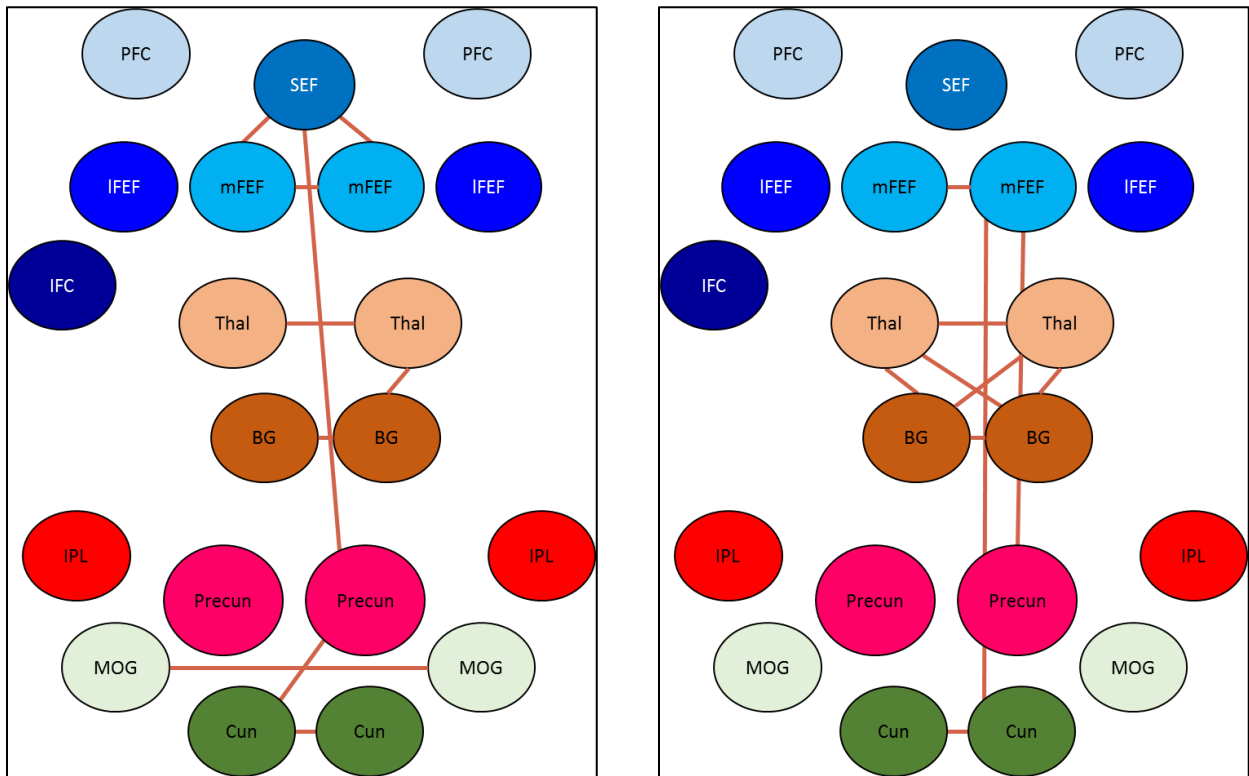 PFC
PFC
SEF
lFEF
mFEF
mFEF
lFEF
IFC
Thal
Thal
BG
BG
IPL
IPL
Precun
Precun
MOG
MOG
Cun
Cun
PFC
PFC
SEF
lFEF
mFEF
mFEF
lFEF
IFC
Thal
Thal
BG
BG
IPL
IPL
Precun
Precun
MOG
MOG
Cun
Cun